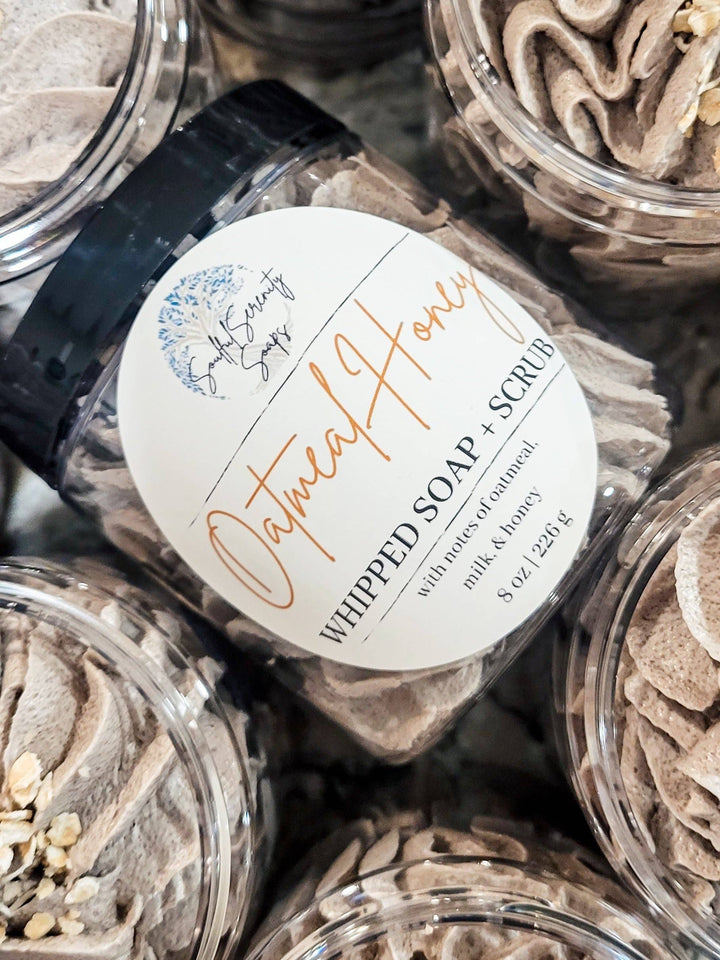 Soulful Serenity
Soaps
Oatmeal Honey
WHIPPED SOAP + SCRUB
with notes of oatmeal,
milk, & honey
8 oz | 226 g